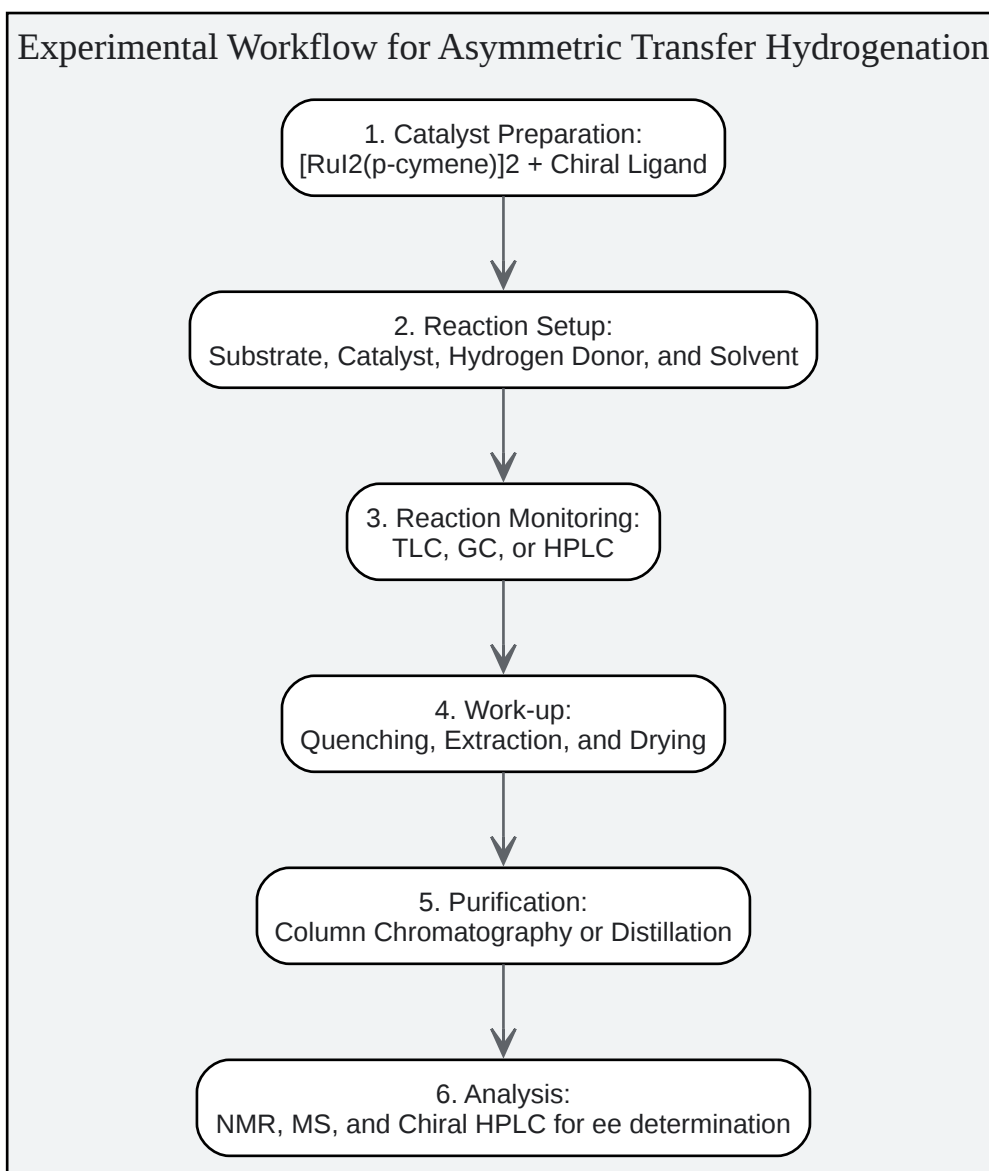 Experimental Workflow for Asymmetric Transfer Hydrogenation
1. Catalyst Preparation:
[RuI2(p-cymene)]2 + Chiral Ligand
2. Reaction Setup:
Substrate, Catalyst, Hydrogen Donor, and Solvent
3. Reaction Monitoring:
TLC, GC, or HPLC
4. Work-up:
Quenching, Extraction, and Drying
5. Purification:
Column Chromatography or Distillation
6. Analysis:
NMR, MS, and Chiral HPLC for ee determination